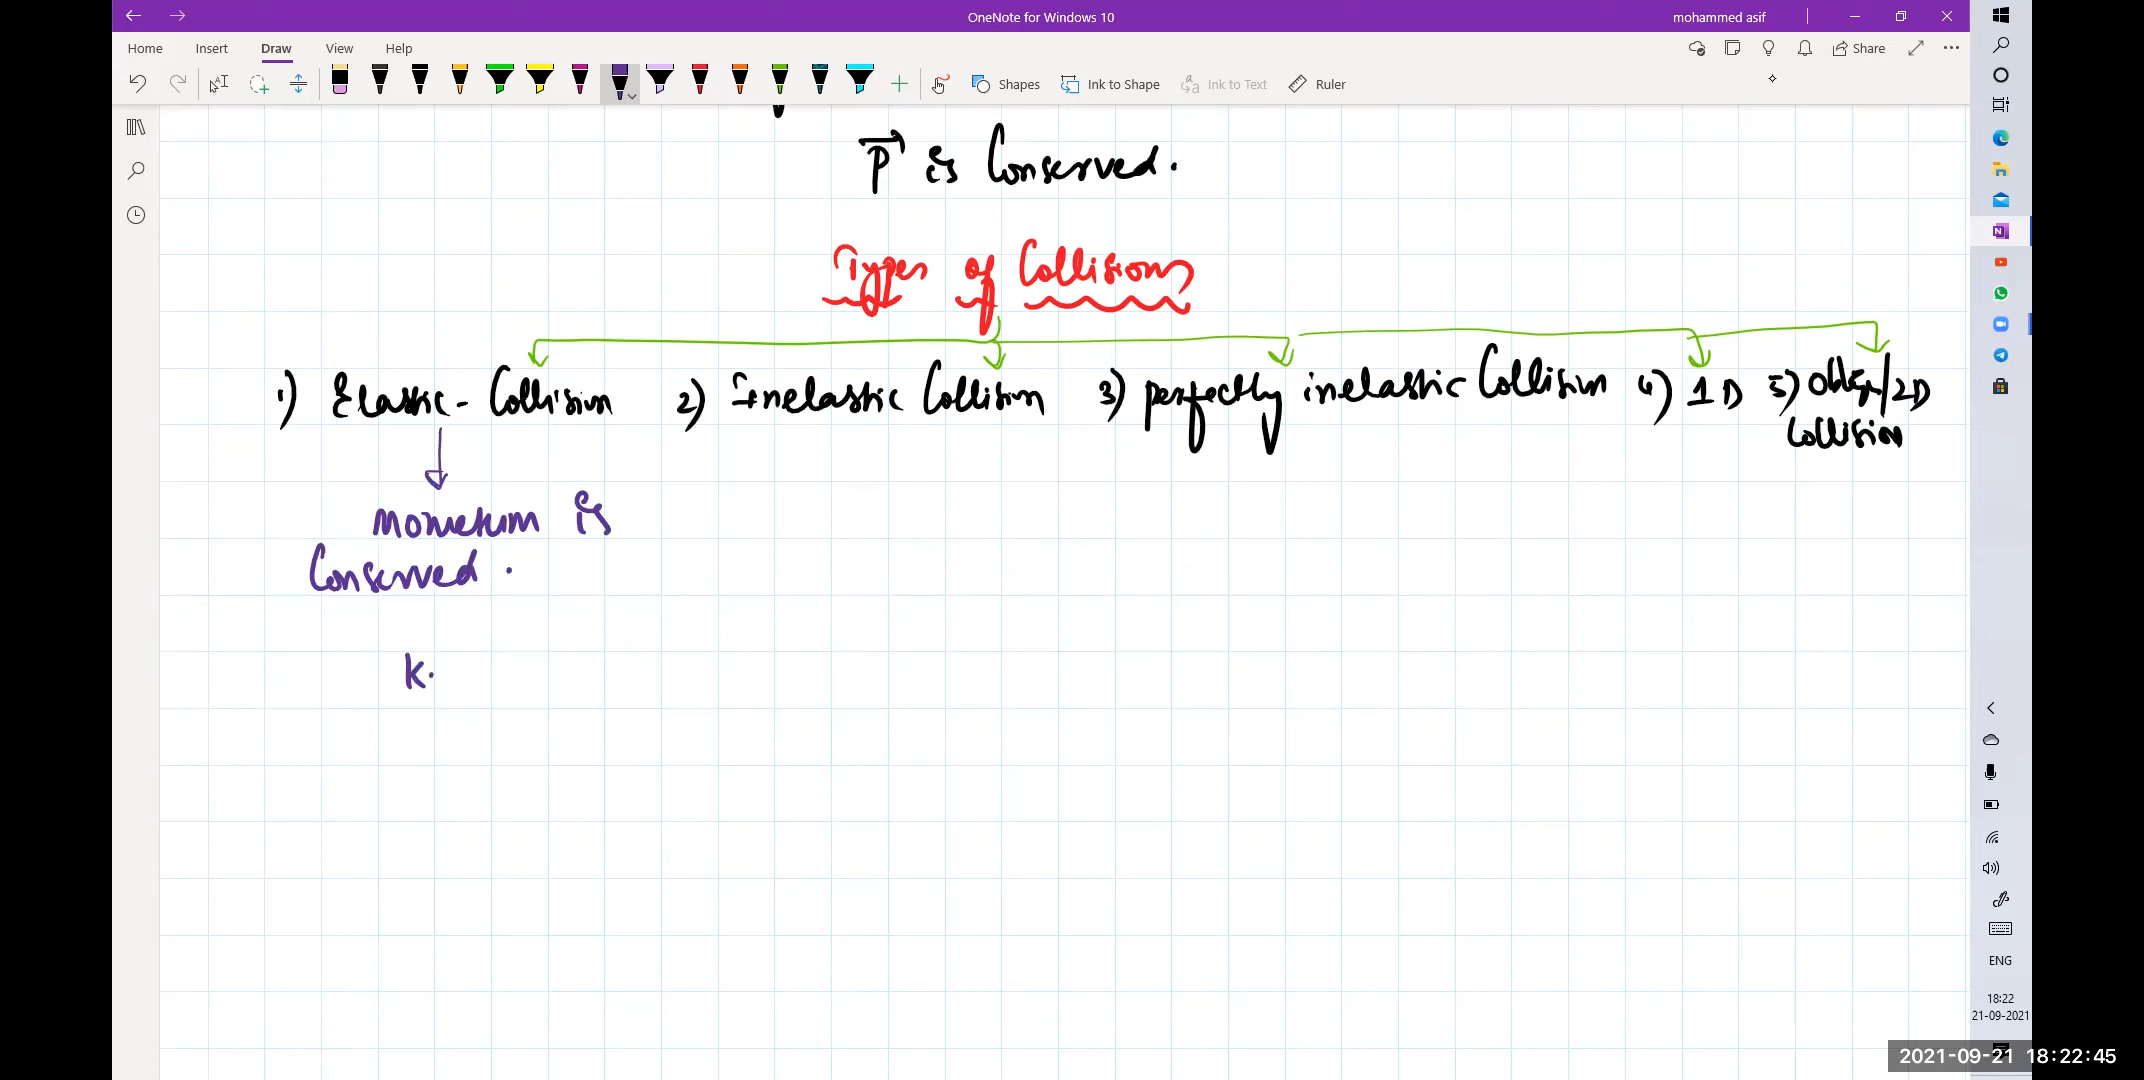 OneNote for Windows 10
mohammed asif
Home Insert Draw View Help
Share
Shapes Ink to Shape Ink to Text Ruler
P is Conserved.
Types of Collisions
1) Elastic - Collision 2) Inelastic Collision 3) perfectly inelastic Collision 4) 1D 5) /2D
Collision
Momentum is
Conserved.
K.
ENG
18:22
21-09-2021
2021-09-21 18:22:45